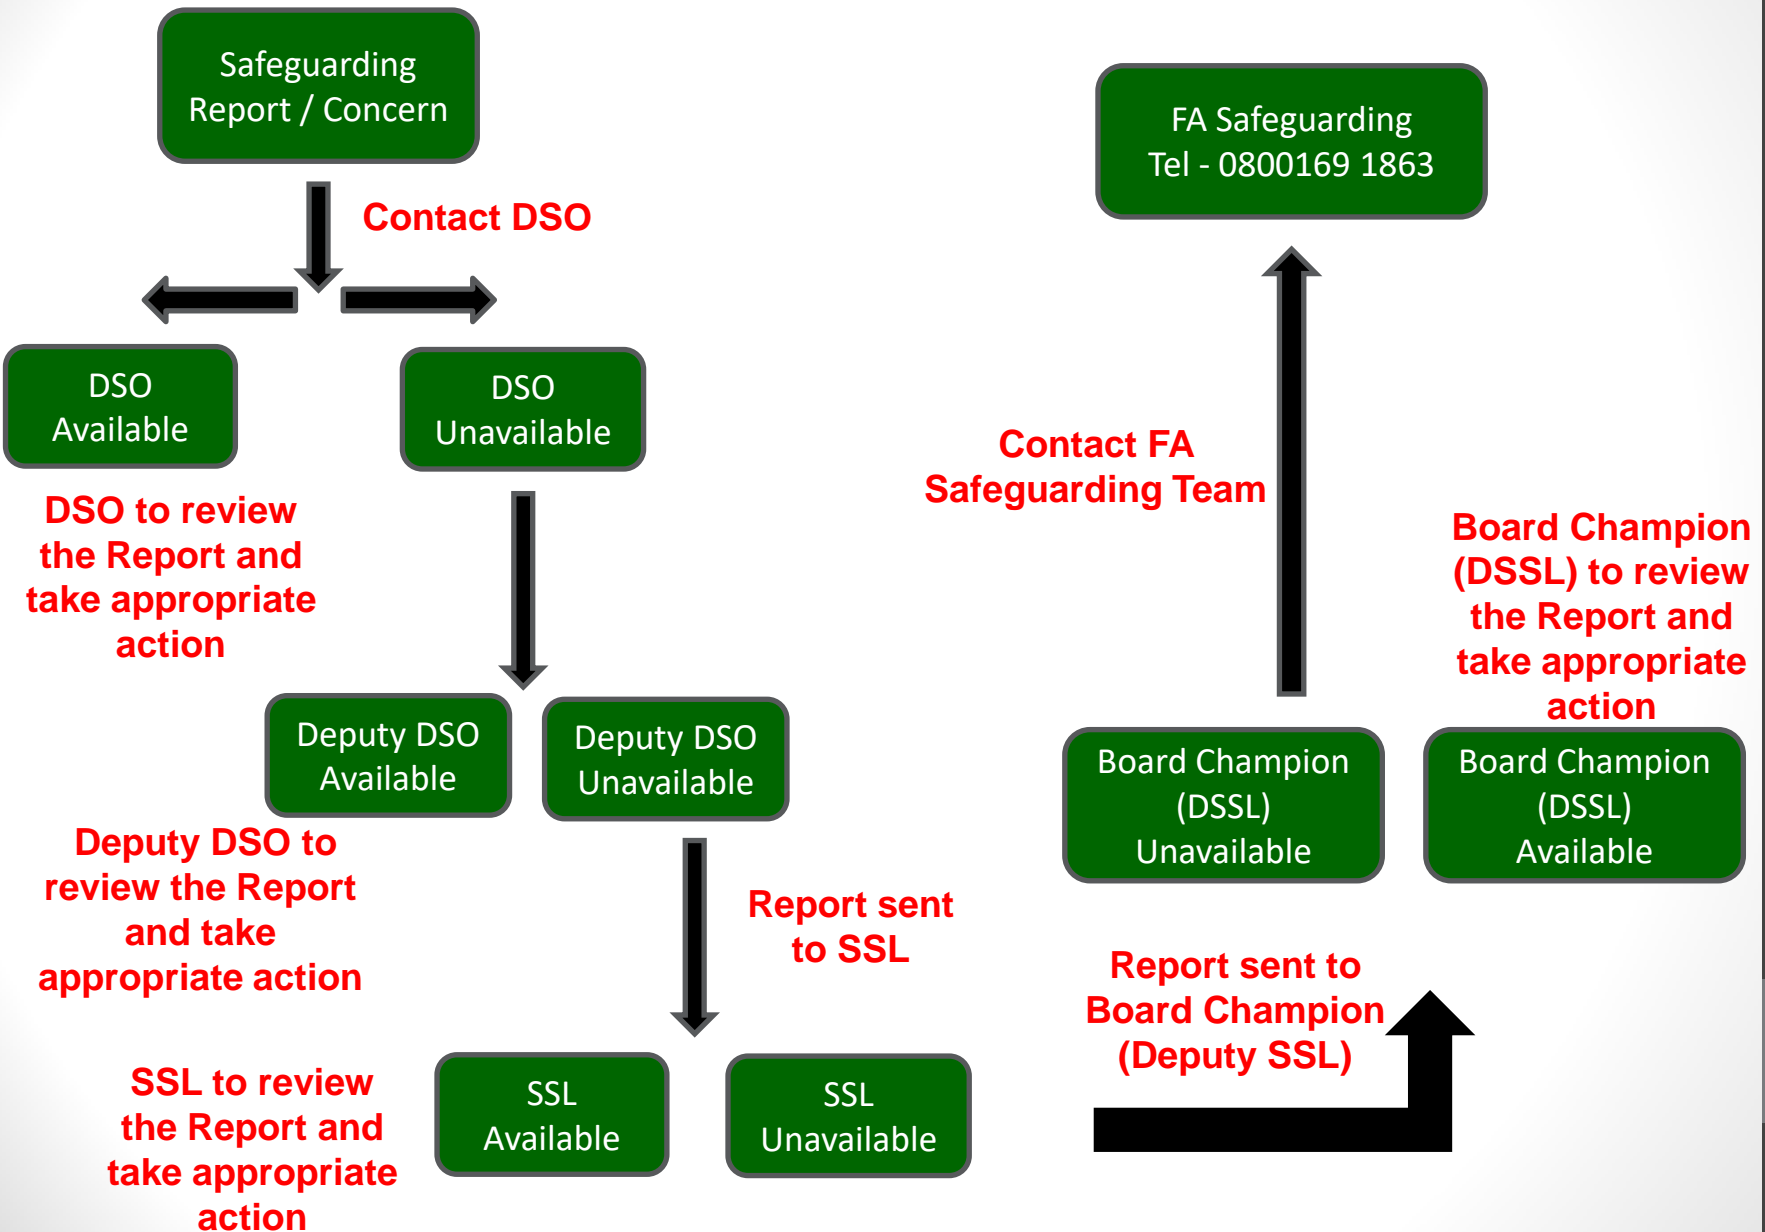 Safeguarding
Report / Concern
Contact DSO
DSO
Available
DSO
Unavailable
DSO to review
the Report and
take appropriate
action
Deputy DSO
Available
Deputy DSO
Unavailable
Deputy DSO to
review the Report
and take
appropriate action
Report sent
to SSL
SSL to review
the Report and
take appropriate
action
SSL
Available
SSL
Unavailable
Report sent to
Board Champion
(Deputy SSL)
Board Champion
(DSSL)
Unavailable
Board Champion
(DSSL)
Available
Board Champion
(DSSL) to review
the Report and
take appropriate
action
Contact FA
Safeguarding Team
FA Safeguarding
Tel - 0800169 1863